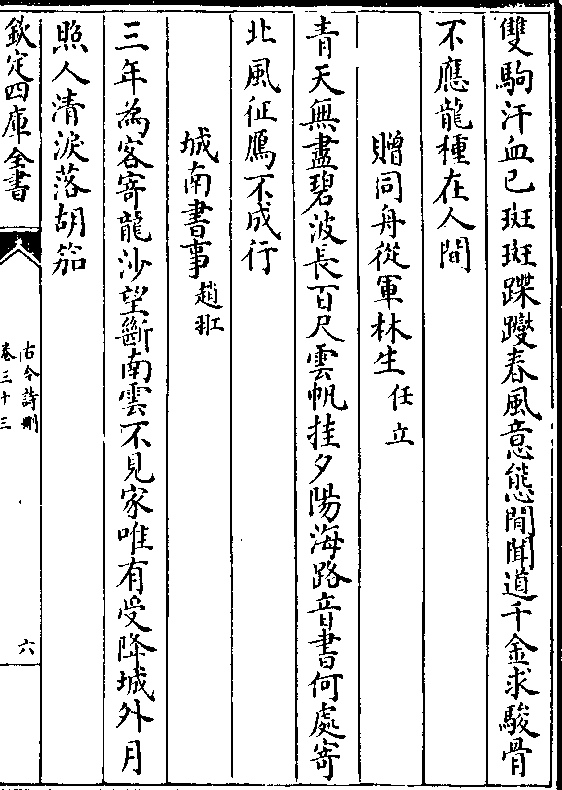 雙駒汗血已斑斑蹀躞春風意態閒聞道千金求駿骨
不應龍種在人間
贈同舟從軍林生 任立
青天無盡碧波長百尺雲帆挂夕陽海路音書何處寄
北風征鴈不成行
城南書事 趙羾
三年為客寄龍沙望斷南雲不見家唯有受降城外月
照人清淚落胡笳
欽定四庫全書
古今詩刪
卷三十三
六